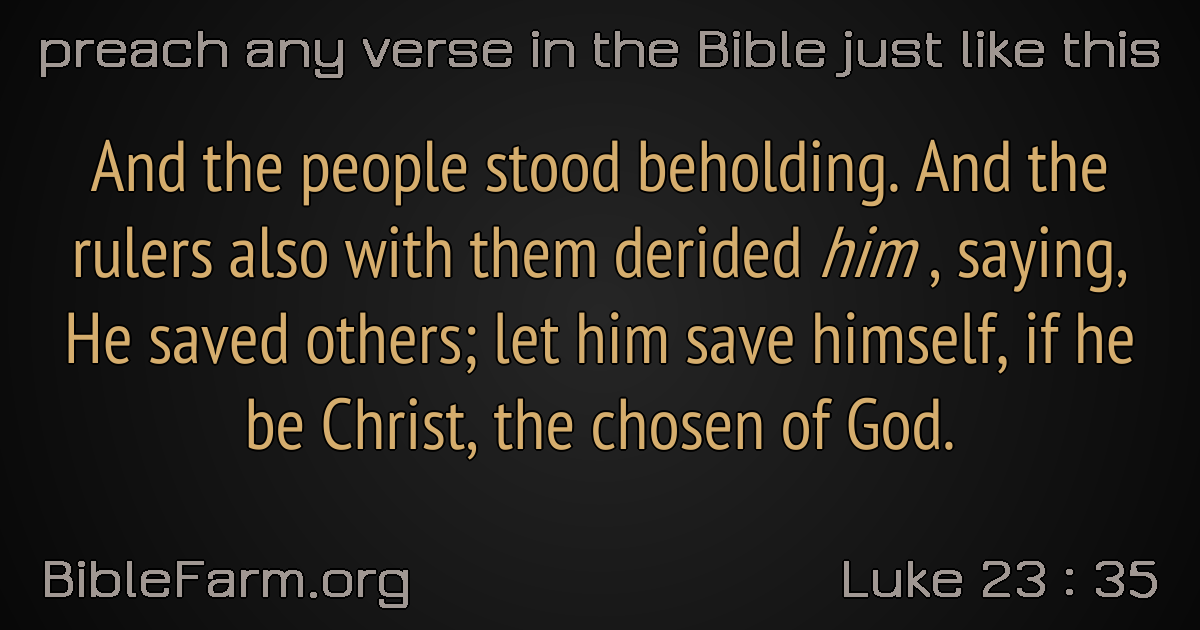 preach any verse in the Bible just like this
And the people stood beholding. And the
rulers also with them derided him , saying,
He saved others; let him save himself, if he
be Christ, the chosen of God.
BibleFarm.org
Luke 23 : 35